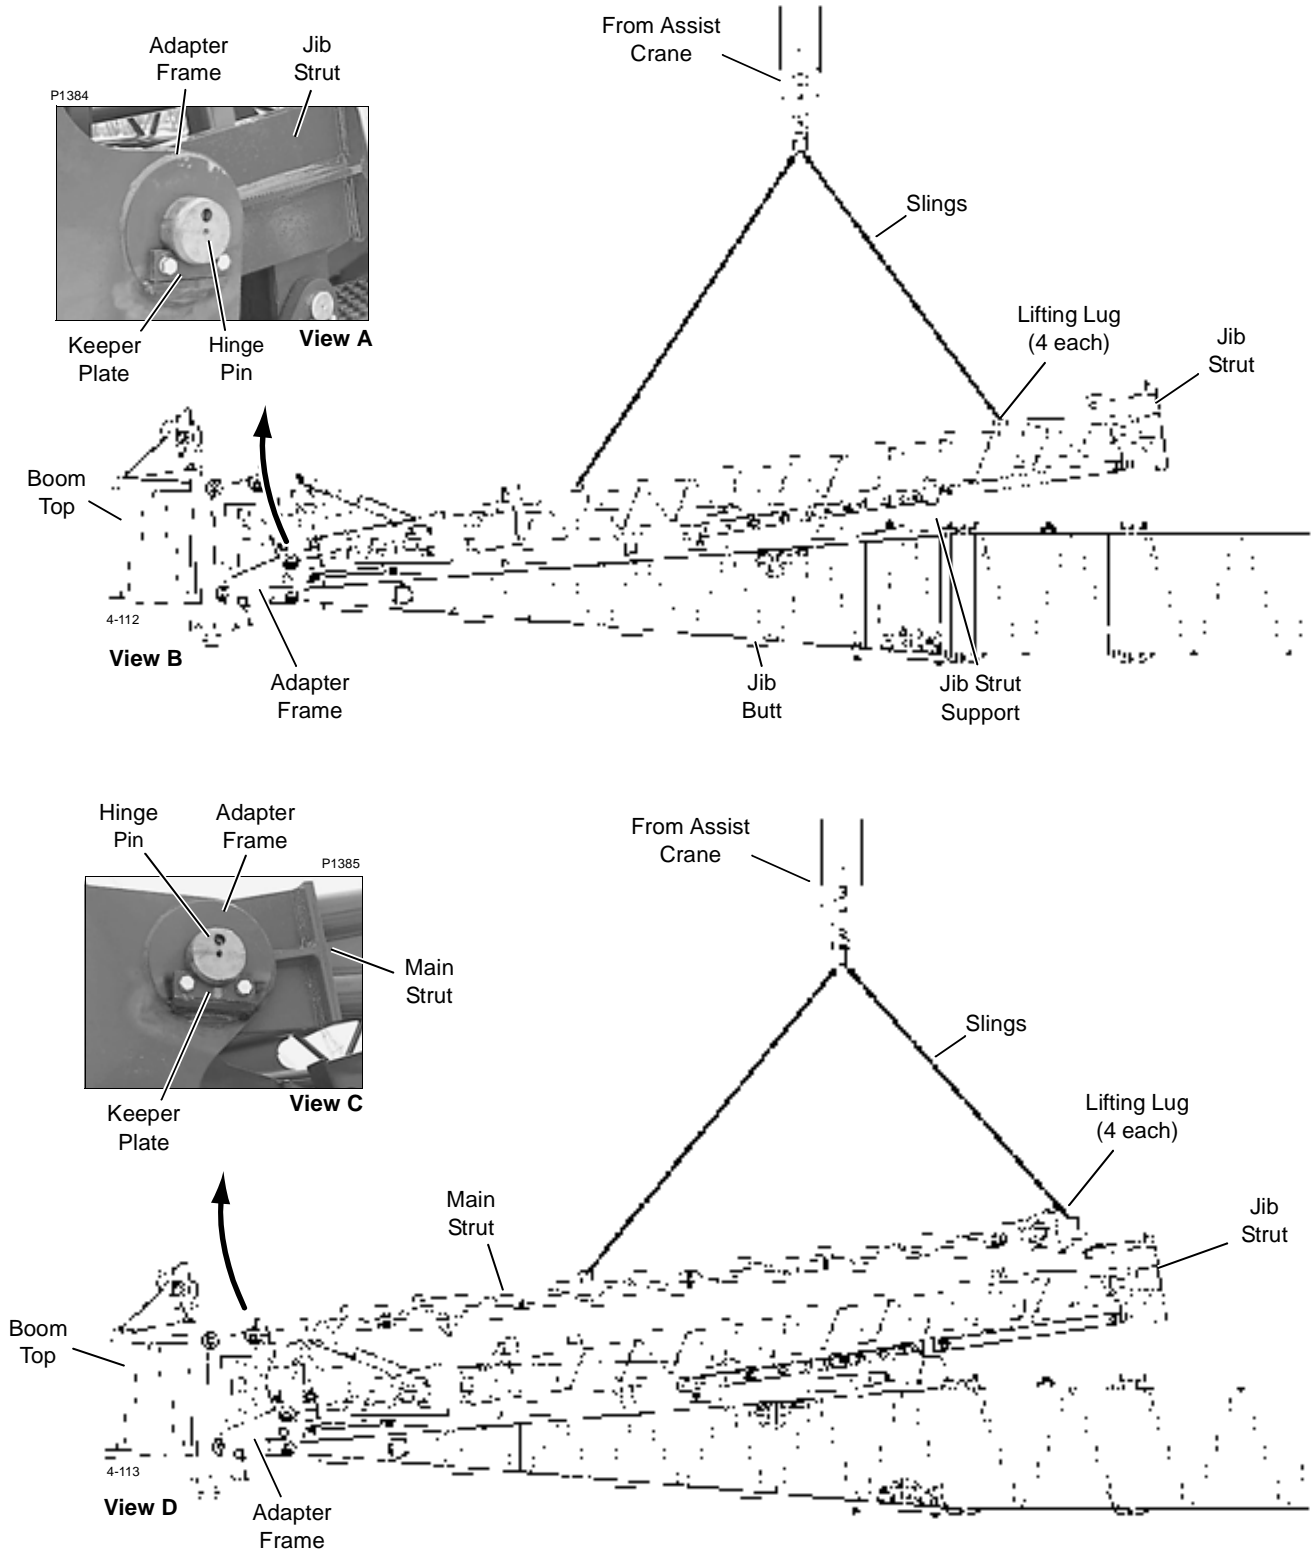 From Assist
Crane
Adapter
Frame
Jib
Strut
P1384
Slings
Lifting Lug
(4 each)
Jib
Strut
View A
Keeper
Plate
Hinge
Pin
Boom
Top
4-112
View B
Adapter
Frame
Jib
Butt
Jib Strut
Support
Hinge
Pin
Adapter
Frame
From Assist
Crane
P1385
Main
Strut
Slings
View C
Keeper
Plate
Lifting Lug
(4 each)
Main
Strut
Jib
Strut
Boom
Top
4-113
View D
Adapter
Frame